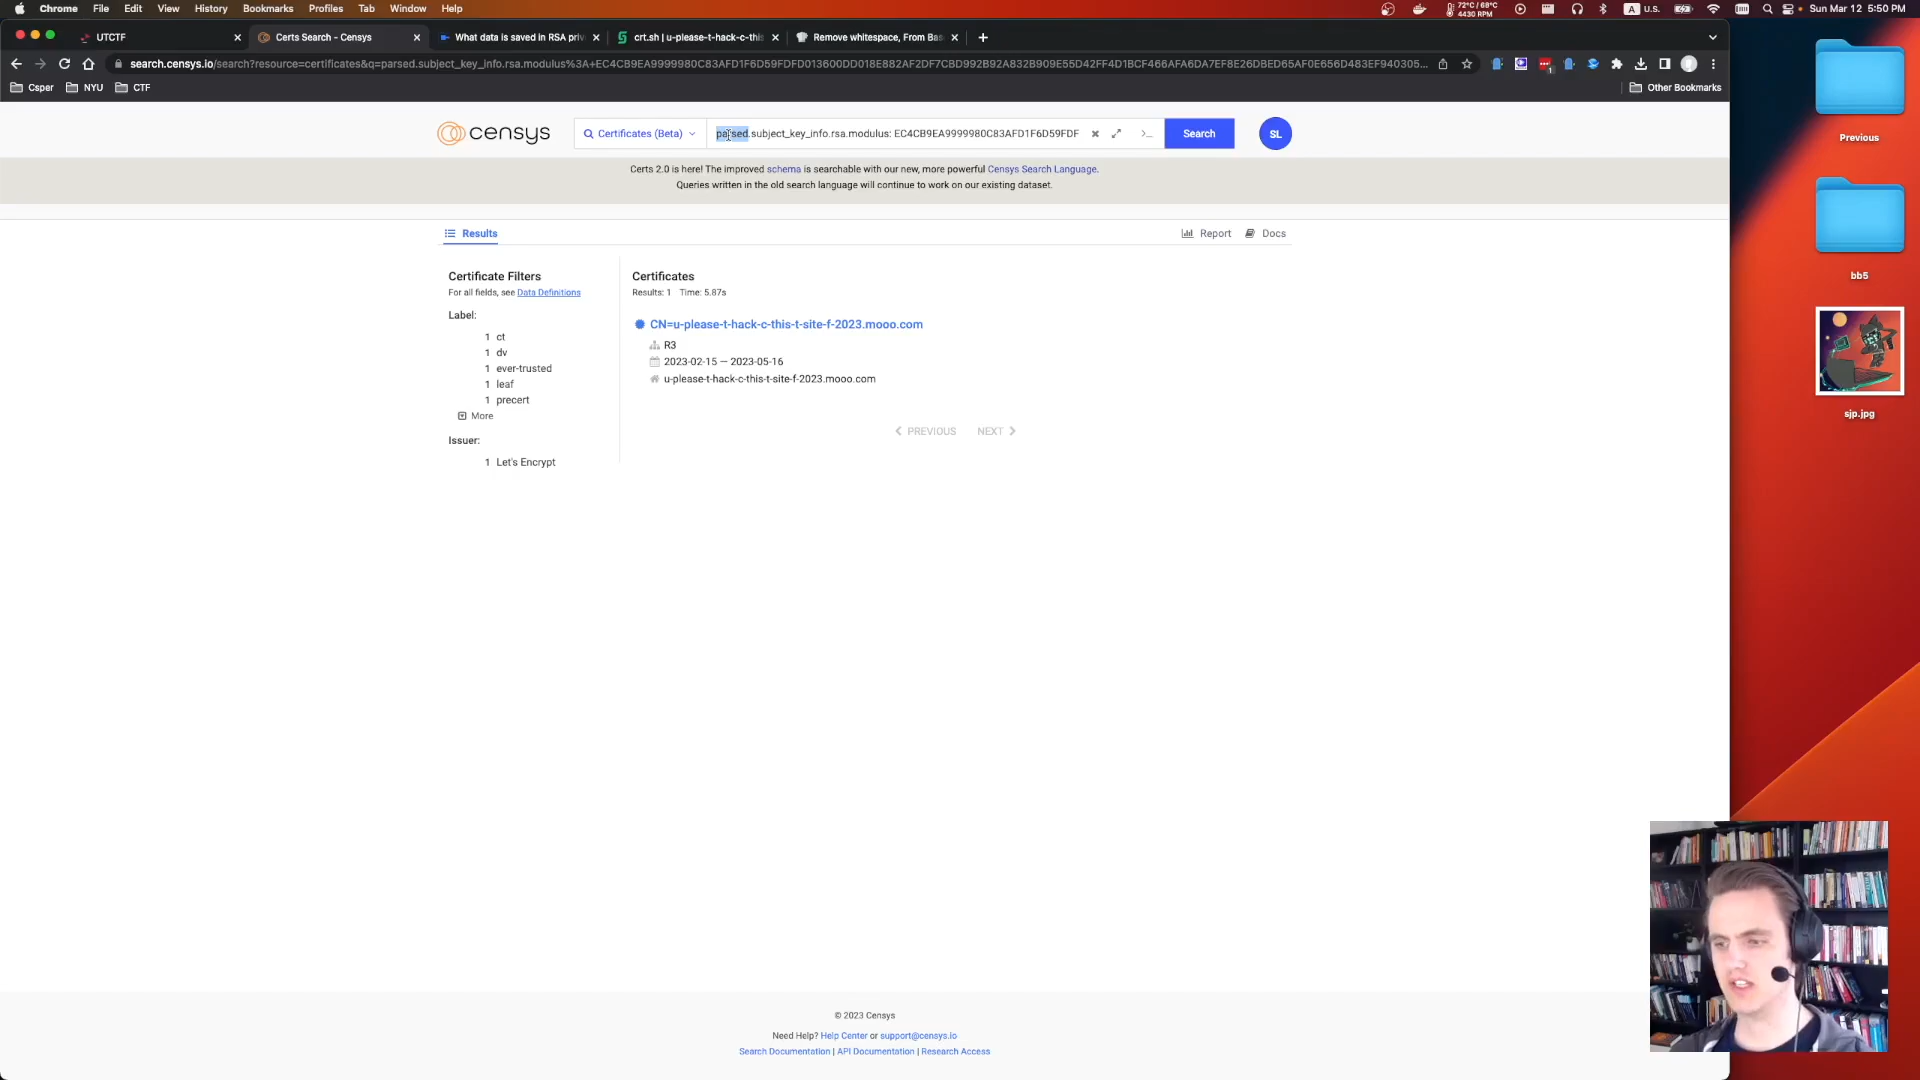 Chrome File Edit View History Bookmarks Profiles Tab Window Help
72°C / 68°C
4430 RPM
A U.S.
Sun Mar 12 5:50 PM
UTCTF
Certs Search - Censys
What data is saved in RSA priv
crt.sh | u-please-t-hack-c-this
Remove whitespace, From Bas
search.censys.io/search?resource=certificates&q=parsed.subject_key_info.rsa.modulus%3A+EC4CB9EA9999980C83AFD1F6D59FDFD013600DD018E882AF2DF7CBD992B92A832B909E55D42FF4D1BCF466AFA6DA7EF8E26DBED65AF0E656D483EF940305...
Csper NYU CTF
Other Bookmarks
censys
Certificates (Beta)
parsed.subject_key_info.rsa.modulus: EC4CB9EA9999980C83AFD1F6D59FDF
>_
Search
SL
Certs 2.0 is here! The improved schema is searchable with our new, more powerful Censys Search Language.
Queries written in the old search language will continue to work on our existing dataset.
Results
Report
Docs
Certificate Filters
For all fields, see Data Definitions
Label:
1 ct
1 dv
1 ever-trusted
1 leaf
1 precert
More
Issuer:
1 Let's Encrypt
Certificates
Results: 1 Time: 5.87s
CN=u-please-t-hack-c-this-t-site-f-2023.mooo.com
R3
2023-02-15 — 2023-05-16
u-please-t-hack-c-this-t-site-f-2023.mooo.com
PREVIOUS NEXT
© 2023 Censys
Need Help? Help Center or support@censys.io
Search Documentation | API Documentation | Research Access
Previous
bb5
sjp.jpg